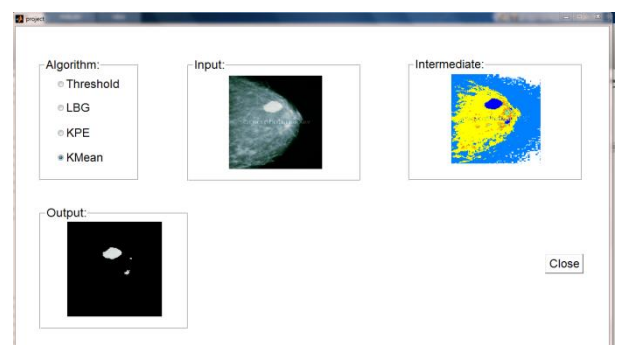 project
Algorithm:
Threshold
LBG
KPE
KMean
Input:
Intermediate:
Output:
Close